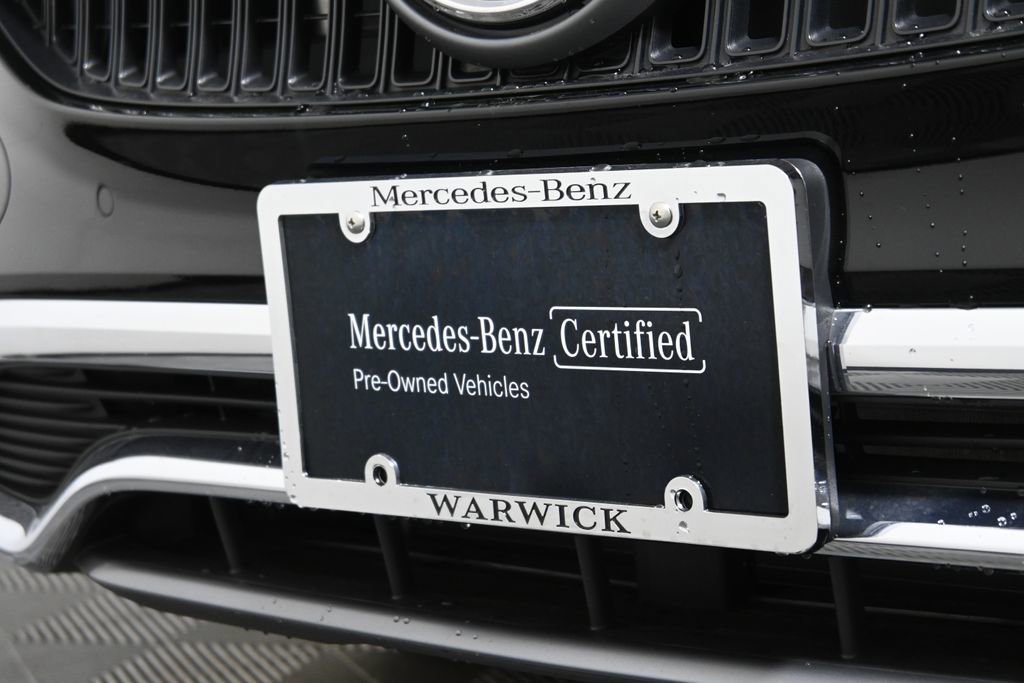 Mercedes-Benz
Mercedes-Benz Certified
Pre-Owned Vehicles
WARWICK